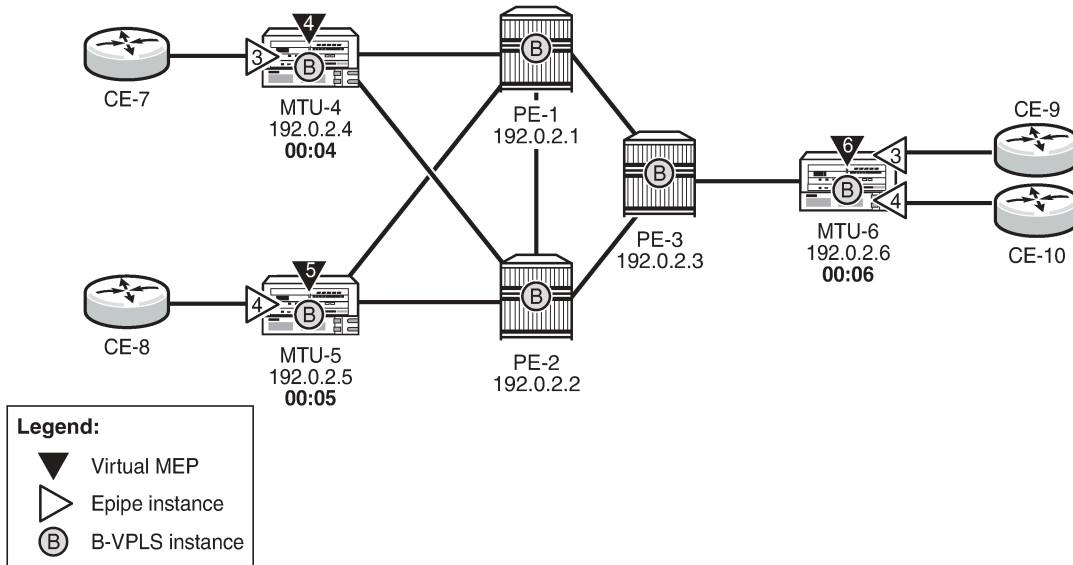 CE-7
3
4
B
MTU-4
192.0.2.4
00:04
B
PE-1
192.0.2.1
B
PE-3
192.0.2.3
6
B
MTU-6
192.0.2.6
00:06
3
4
CE-9
CE-10
CE-8
4
5
B
MTU-5
192.0.2.5
00:05
B
PE-2
192.0.2.2
Legend:
Virtual MEP
Epipe instance
B B-VPLS instance